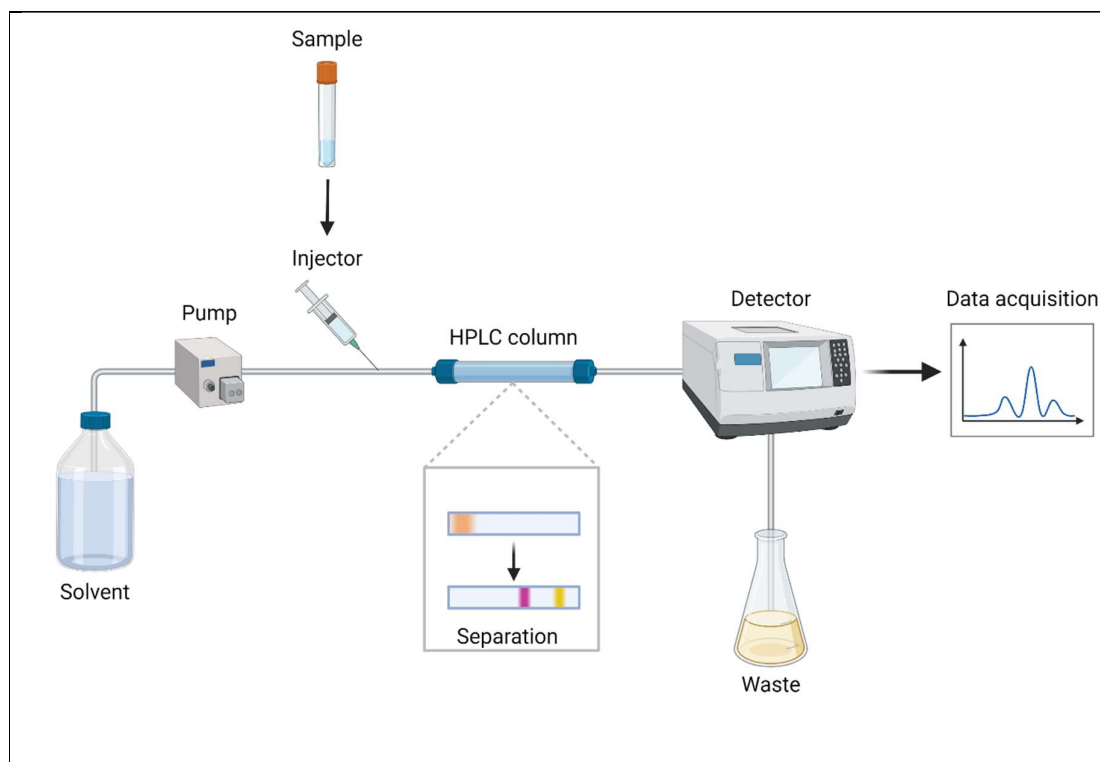 Sample
Injector
Pump
HPLC column
Detector
Data acquisition
Solvent
Separation
Waste